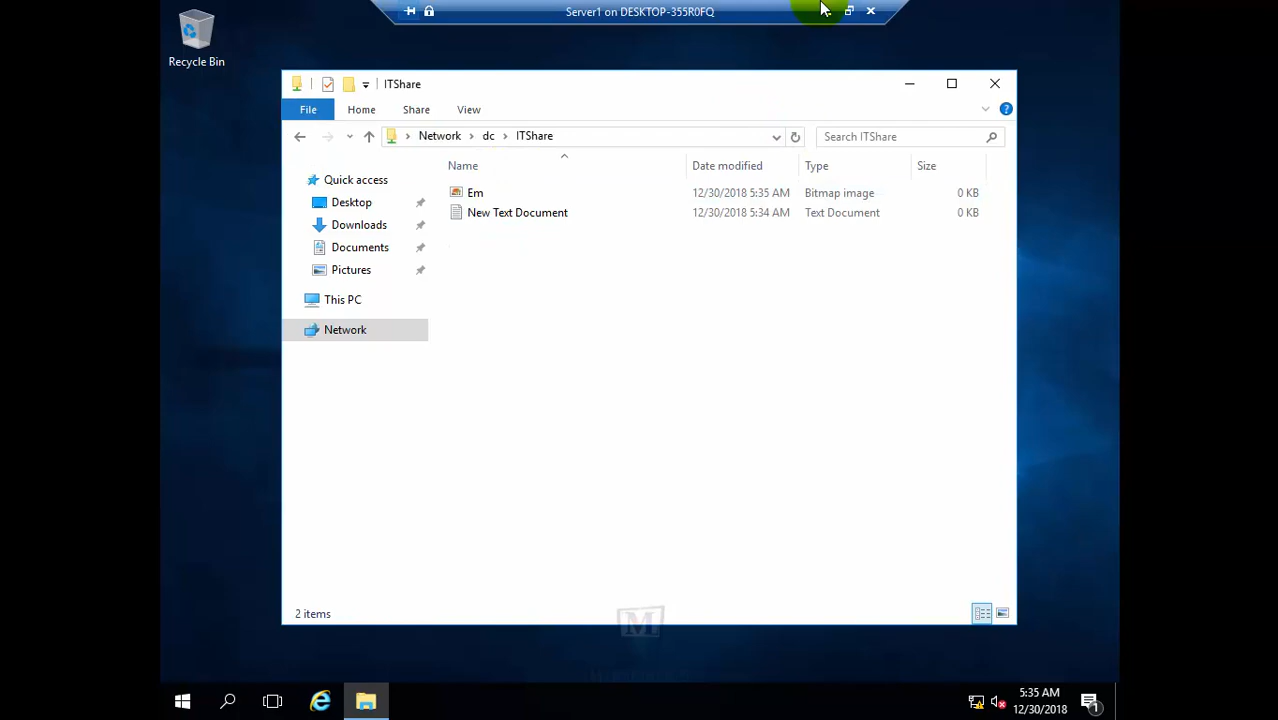 Server1 on DESKTOP-355R0FQ
Recycle Bin
ITShare
File Home Share View
Network dc ITShare
Search ITShare
Name Date modified Type Size
Quick access
Desktop
Downloads
Documents
Pictures
This PC
Network
Em 12/30/2018 5:35 AM Bitmap image 0 KB
New Text Document 12/30/2018 5:34 AM Text Document 0 KB
2 items
M
5:35 AM
12/30/2018
1